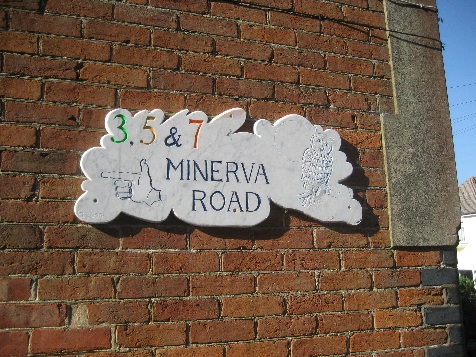 3, 5 & 7
MINERVA
ROAD